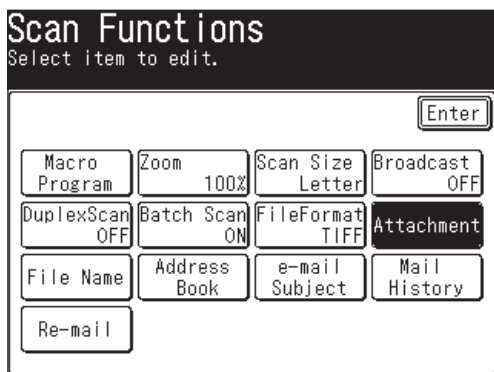 Scan Functions
Select item to edit.
Enter
Macro Program
Zoom 100%
Scan Size Letter
Broadcast OFF
DuplexScan OFF
Batch Scan ON
FileFormat TIFF
Attachment
File Name
Address Book
e-mail Subject
Mail History
Re-mail